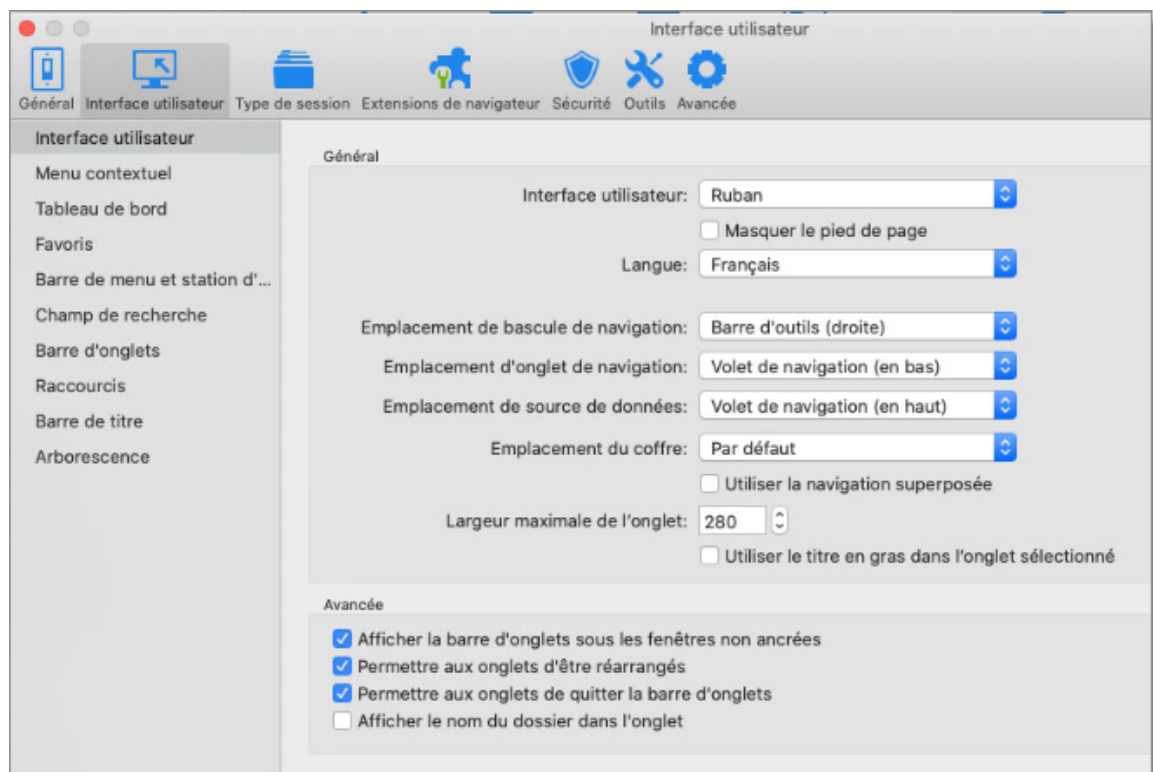 Interface utilisateur
Général Interface utilisateur Type de session Extensions de navigateur Sécurité Outils Avancée
Interface utilisateur
Menu contextuel
Tableau de bord
Favoris
Barre de menu et station d'...
Champ de recherche
Barre d'onglets
Raccourcis
Barre de titre
Arborescence
Général
Interface utilisateur: Ruban
Masquer le pied de page
Langue: Français
Emplacement de bascule de navigation: Barre d'outils (droite)
Emplacement d'onglet de navigation: Volet de navigation (en bas)
Emplacement de source de données: Volet de navigation (en haut)
Emplacement du coffre: Par défaut
Utiliser la navigation superposée
Largeur maximale de l'onglet: 280
Utiliser le titre en gras dans l'onglet sélectionné
Avancée
Afficher la barre d'onglets sous les fenêtres non ancrées
Permettre aux onglets d'être réarrangés
Permettre aux onglets de quitter la barre d'onglets
Afficher le nom du dossier dans l'onglet